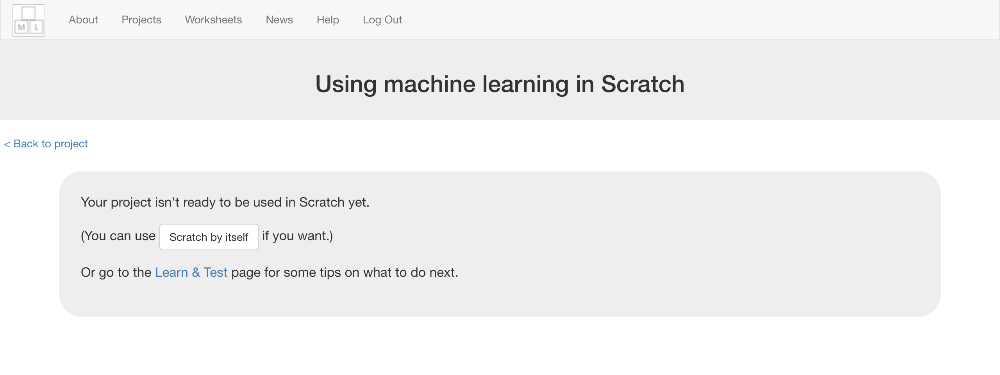 M L
About Projects Worksheets News Help Log Out
Using machine learning in Scratch
< Back to project
Your project isn't ready to be used in Scratch yet.
(You can use Scratch by itself if you want.)
Or go to the Learn & Test page for some tips on what to do next.